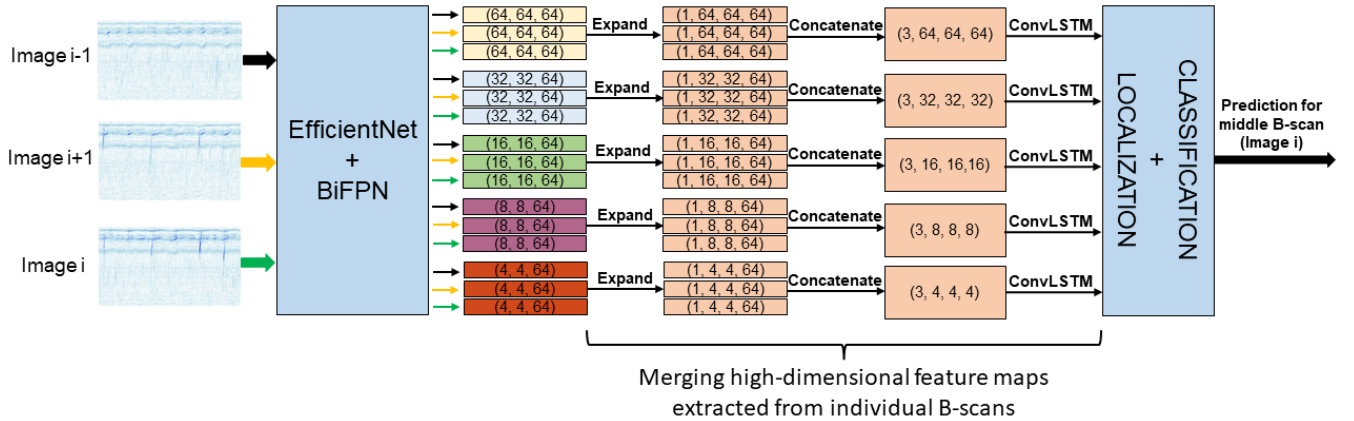 Image i-1
Image i+1
Image i
EfficientNet
+
BiFPN
(64, 64, 64)
(64, 64, 64)
(64, 64, 64)
Expand
(1, 64, 64, 64)
(1, 64, 64, 64)
(1, 64, 64, 64)
Concatenate
(3, 64, 64, 64)
ConvLSTM
(32, 32, 64)
(32, 32, 64)
(32, 32, 64)
Expand
(1, 32, 32, 64)
(1, 32, 32, 64)
(1, 32, 32, 64)
Concatenate
(3, 32, 32, 32)
ConvLSTM
(16, 16, 64)
(16, 16, 64)
(16, 16, 64)
Expand
(1, 16, 16, 64)
(1, 16, 16, 64)
(1, 16, 16, 64)
Concatenate
(3, 16, 16,16)
ConvLSTM
(8, 8, 64)
(8, 8, 64)
(8, 8, 64)
Expand
(1, 8, 8, 64)
(1, 8, 8, 64)
(1, 8, 8, 64)
Concatenate
(3, 8, 8, 8)
ConvLSTM
(4, 4, 64)
(4, 4, 64)
(4, 4, 64)
Expand
(1, 4, 4, 64)
(1, 4, 4, 64)
(1, 4, 4, 64)
Concatenate
(3, 4, 4, 4)
ConvLSTM
LOCALIZATION
+
CLASSIFICATION
Prediction for
middle B-scan
(Image i)
Merging high-dimensional feature maps
extracted from individual B-scans